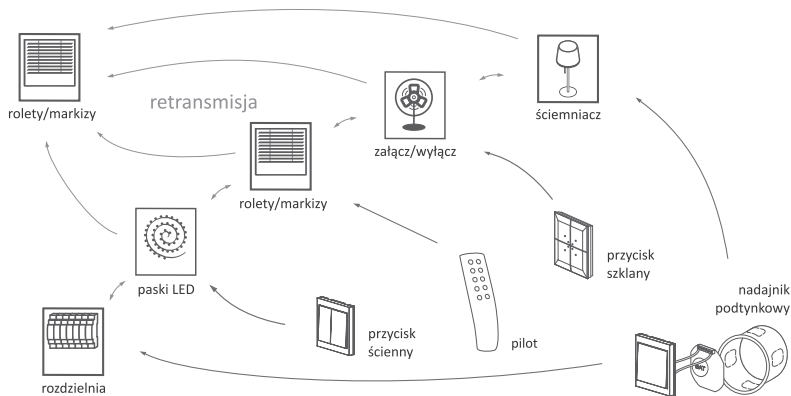 rolety/markizy
retransmisja
ściemniacz
załącz/wyłącz
rolety/markizy
paski LED
przycisk
szklany
nadajnik
podtynkowy
przycisk
ścienny
pilot
rozdzielnia